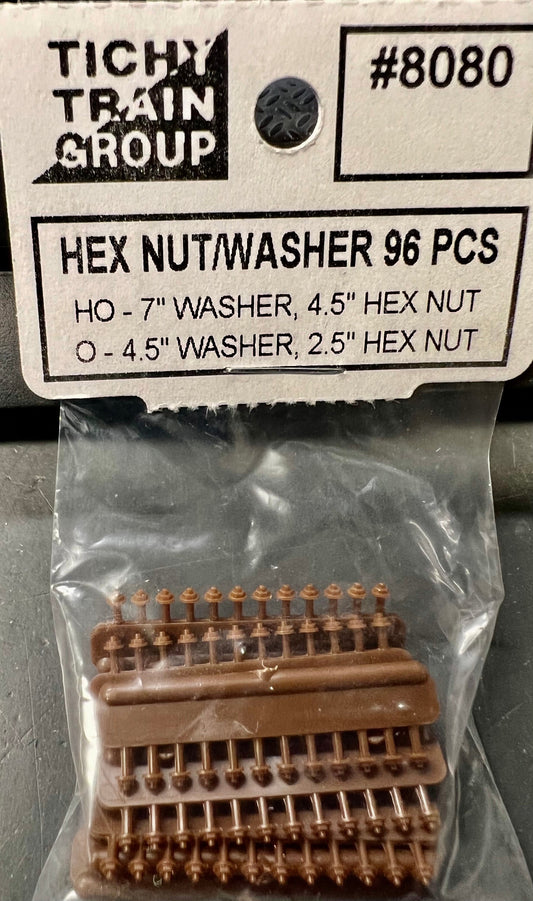 TICHY
TRAIN
GROUP
#8080
HEX NUT/WASHER 96 PCS
HO - 7" WASHER, 4.5" HEX NUT
O - 4.5" WASHER, 2.5" HEX NUT